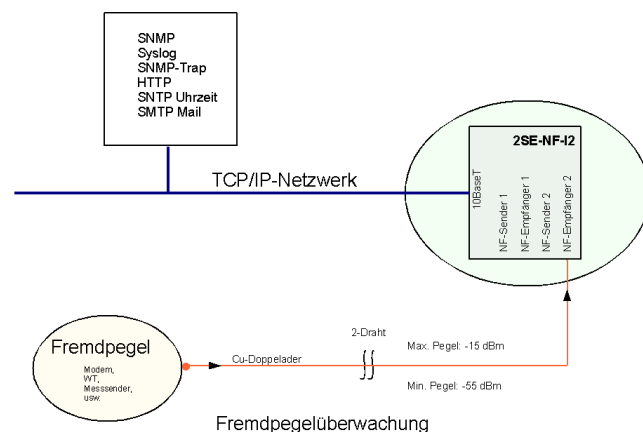 SNMP
Syslog
SNMP-Trap
HTTP
SNTP Uhrzeit
SMTP Mail
2SE-NF-I2
TCP/IP-Netzwerk
10BaseT
NF-Sender 1
NF-Empfänger 1
NF-Sender 2
NF-Empfänger 2
2-Draht
Max. Pegel: -15 dBm
Fremdpegel
Cu-Doppelader
Modem,
WT,
Messsender,
usw.
Min. Pegel: -55 dBm
Fremdpegelüberwachung